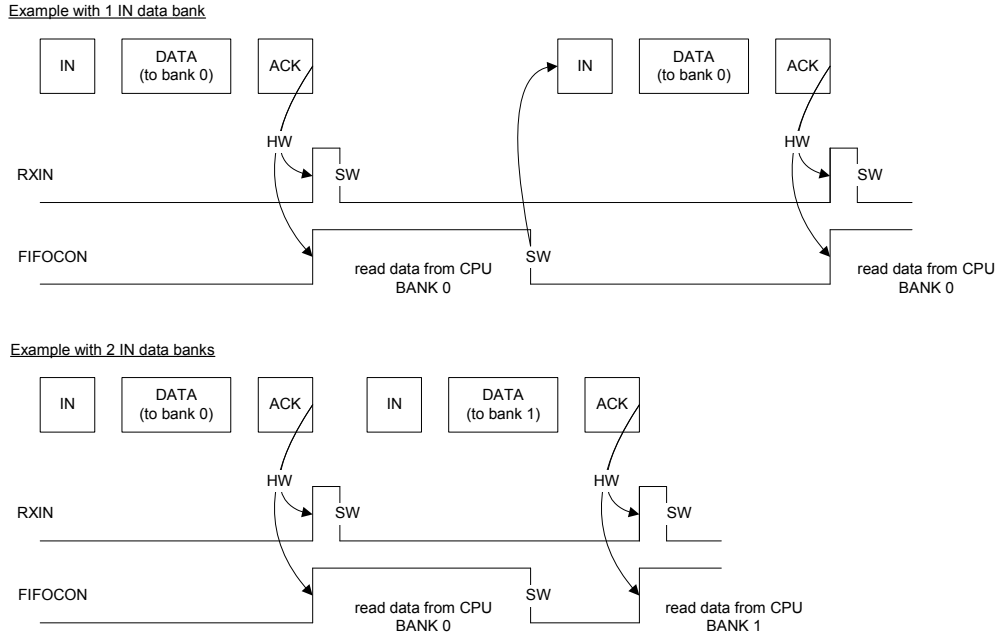 Example with 1 IN data bank
IN
DATA
(to bank 0)
ACK
IN
DATA
(to bank 0)
ACK
HW
HW
RXIN
SW
SW
FIFOCON
SW
read data from CPU
BANK 0
read data from CPU
BANK 0
Example with 2 IN data banks
IN
DATA
(to bank 0)
ACK
IN
DATA
(to bank 1)
ACK
HW
HW
RXIN
SW
SW
FIFOCON
SW
read data from CPU
BANK 0
read data from CPU
BANK 1